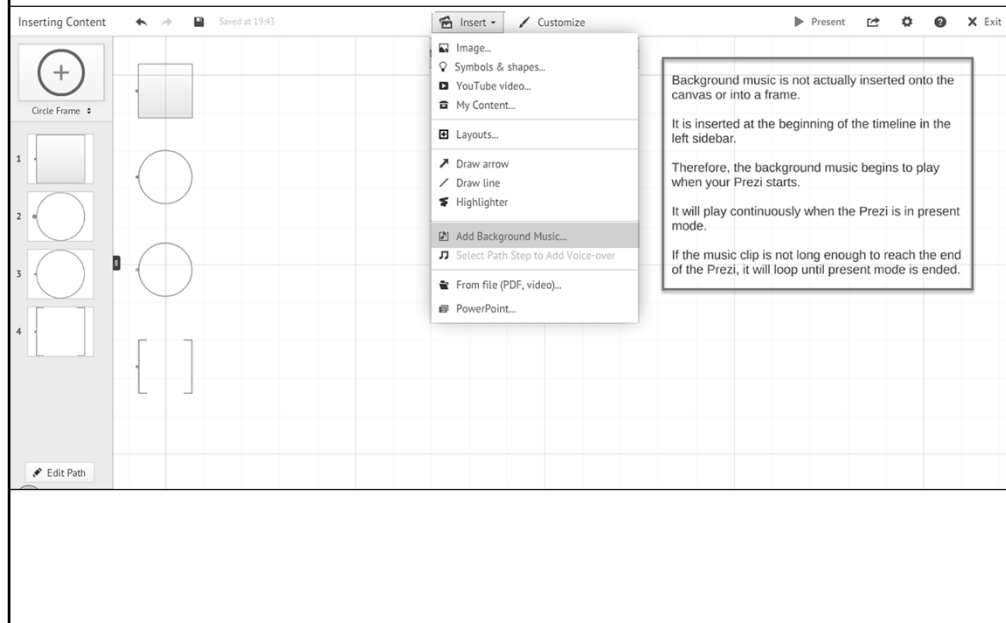 Inserting Content
Saved at 19:43
Insert
Customize
Present
Exit
Circle Frame
1
2
3
4
Edit Path
Image...
Symbols & shapes...
YouTube video...
My Content...
Layouts...
Draw arrow
Draw line
Highlighter
Add Background Music...
Select Path Step to Add Voice-over
From file (PDF, video)...
PowerPoint...
Background music is not actually inserted onto the
canvas or into a frame.
It is inserted at the beginning of the timeline in the
left sidebar.
Therefore, the background music begins to play
when your Prezi starts.
It will play continuously when the Prezi is in present
mode.
If the music clip is not long enough to reach the end
of the Prezi, it will loop until present mode is ended.